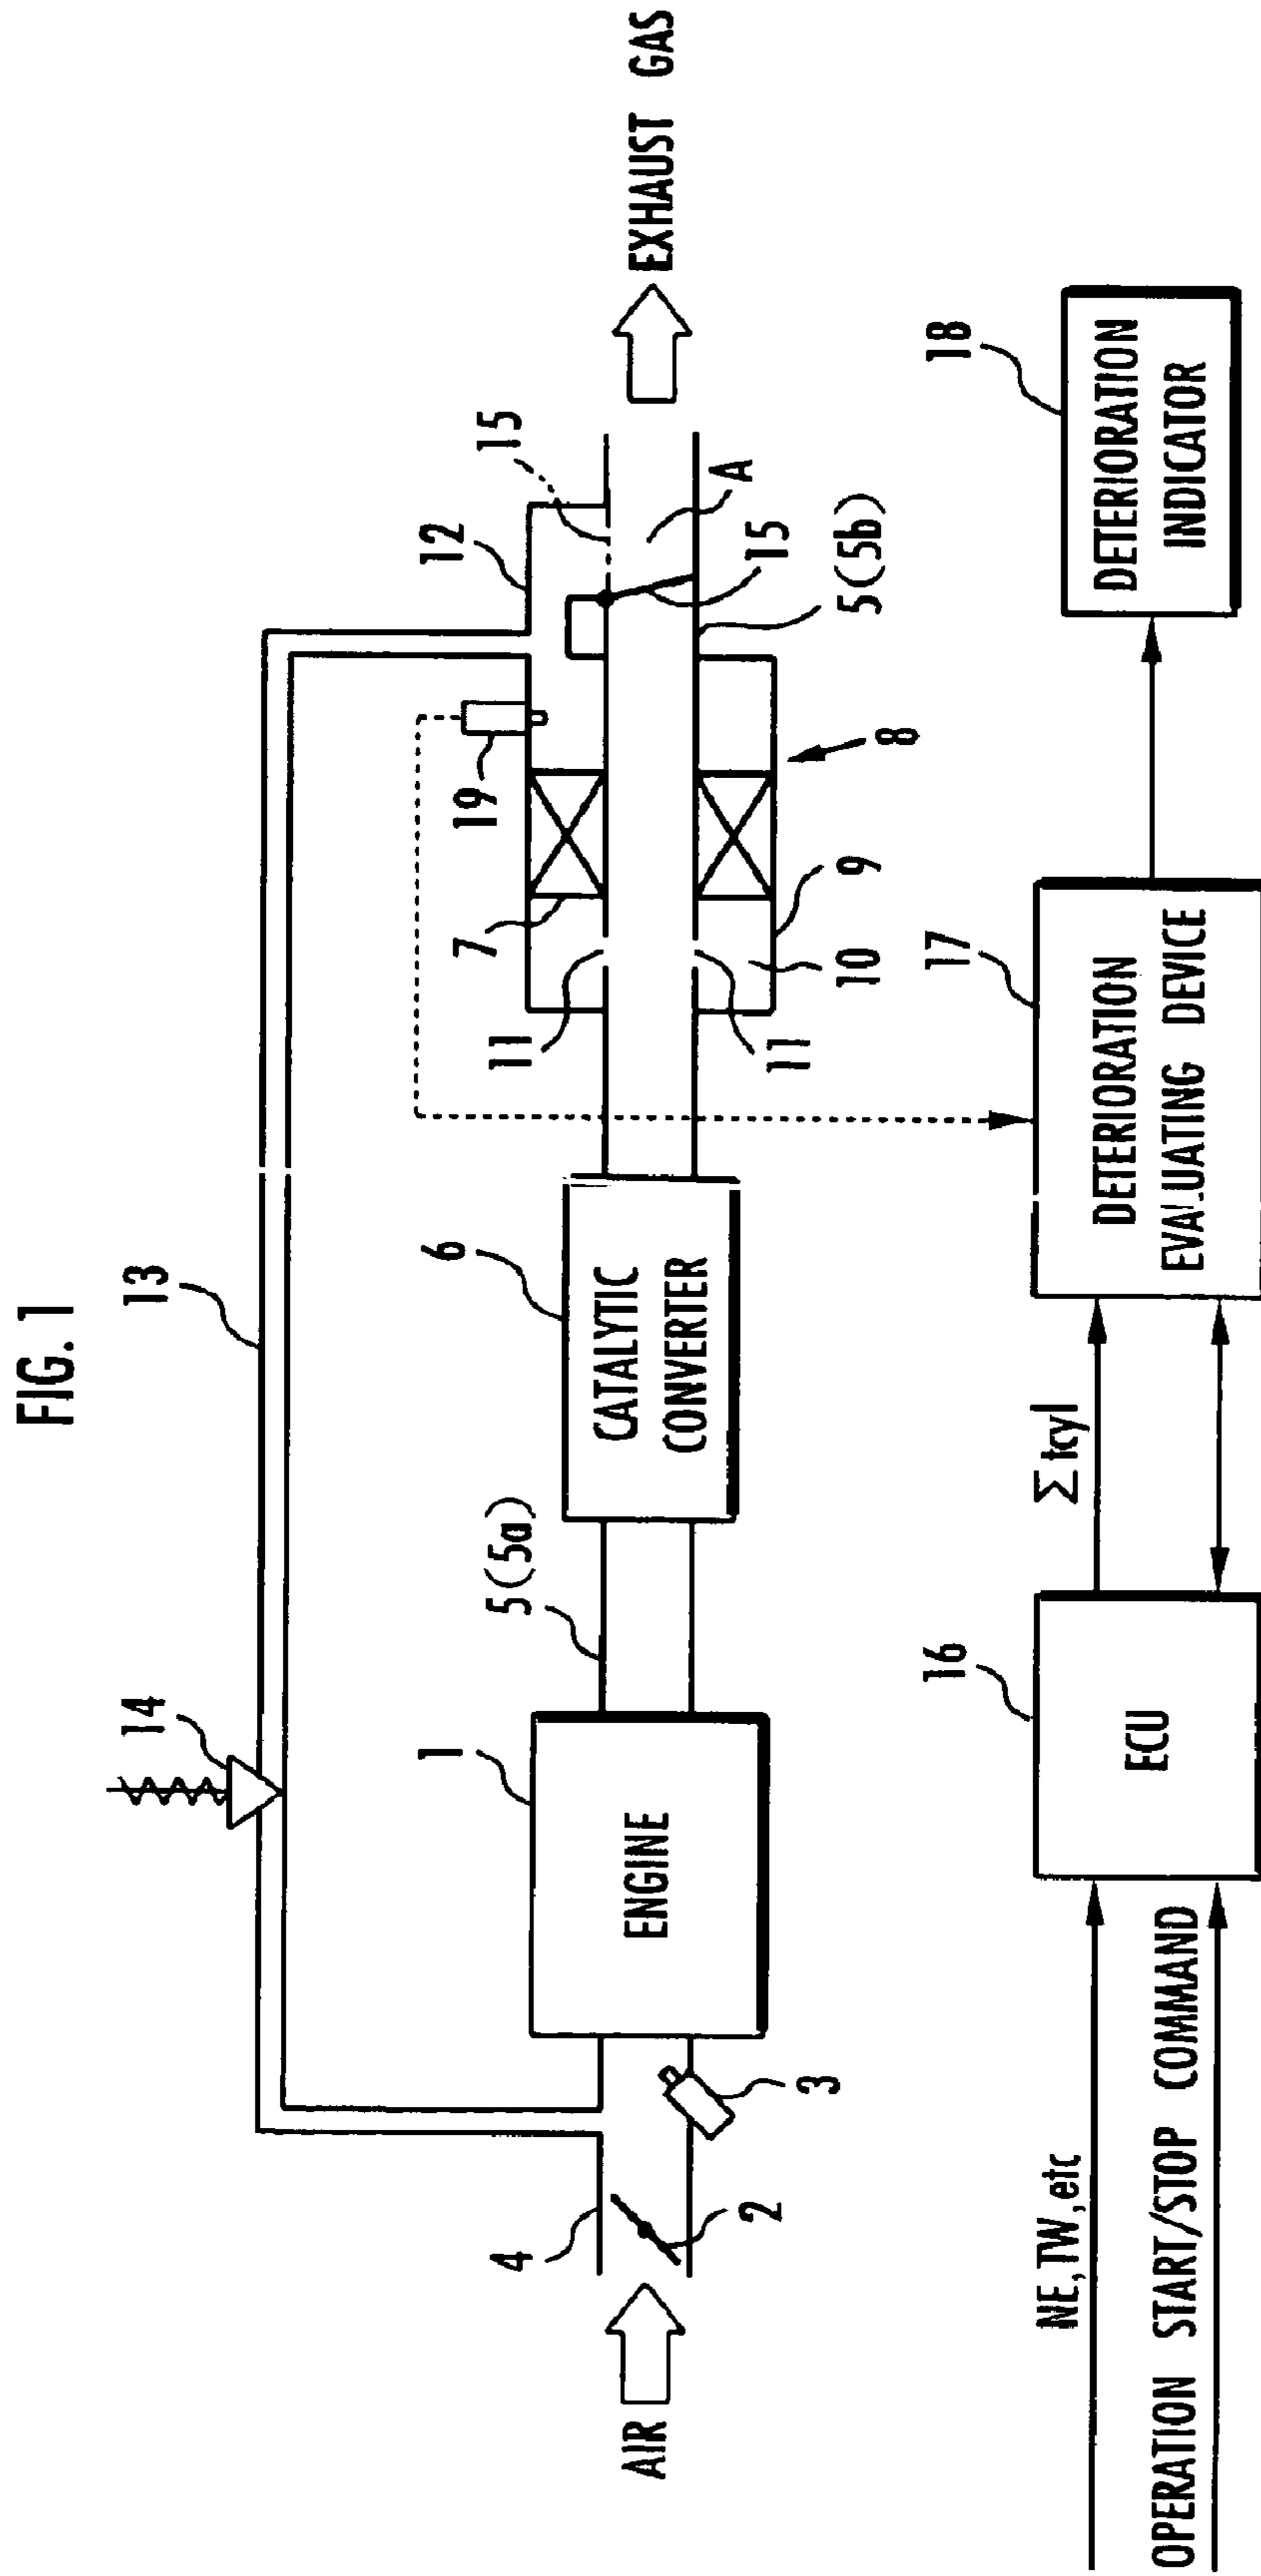 FIG. 1
13
14
12
15
19
7
11
11
10
9
8
15
A
5(5b)
EXHAUST GAS
6
CATALYTIC
CONVERTER
5(5a)
1
ENGINE
4
2
3
AIR
NE,TW,etc
OPERATION START/STOP COMMAND
16
ECU
Σtcyl
17
DETERIORATION
EVALUATING DEVICE
18
DETERIORATION
INDICATOR